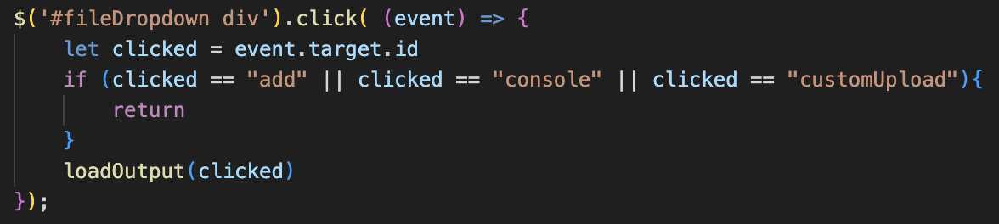 $('#fileDropdown div').click( (event) => {
    let clicked = event.target.id
    if (clicked == "add" || clicked == "console" || clicked == "customUpload"){
        return
    }
    loadOutput(clicked)
});